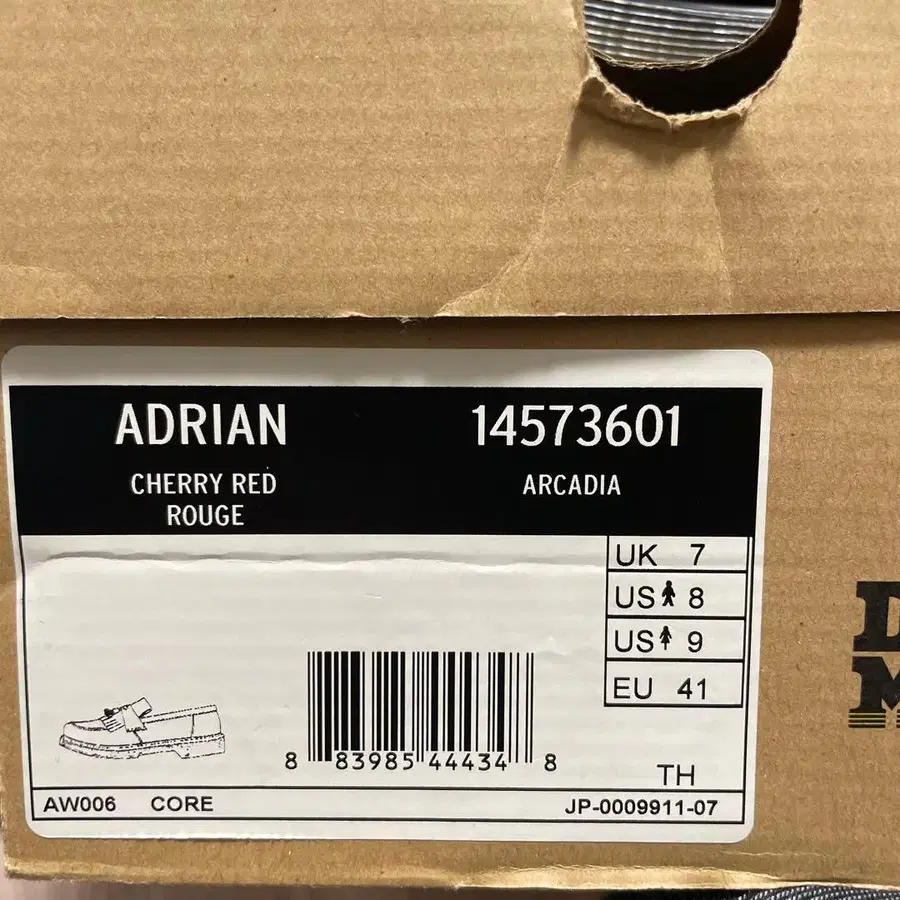 ADRIAN
14573601
CHERRY RED
ROUGE
ARCADIA
UK 7
US 8
US 9
EU 41
8 83985 44434 8
TH
AW006 CORE
JP-0009911-07
D
M